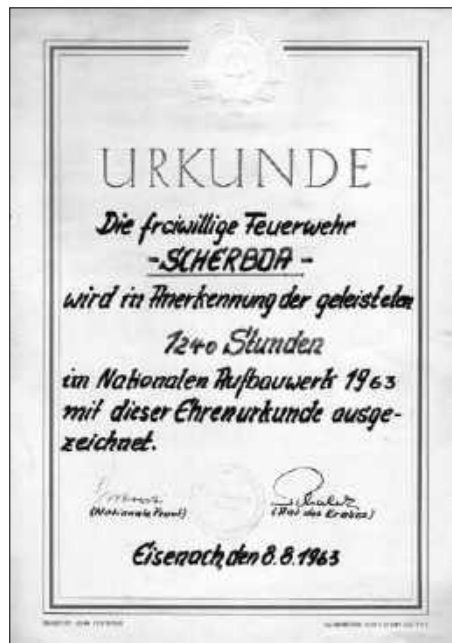 URKUNDE
Die freiwillige Feuerwehr
-SCHERBDA-
wird in Anerkennung der geleisteten
1240 Stunden
im Nationalen Aufbauwerk 1963
mit dieser Ehrenurkunde ausge-
zeichnet.
(Nationale Front) (Rat des Kreises)
Eisenach, den 8.8.1963